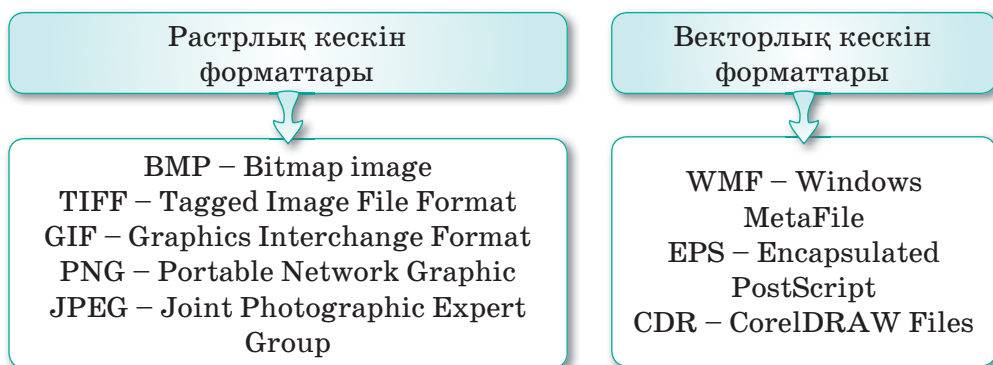 Растрлық кескін
форматтары
BMP – Bitmap image
TIFF – Tagged Image File Format
GIF – Graphics Interchange Format
PNG – Portable Network Graphic
JPEG – Joint Photographic Expert
Group
Векторлық кескін
форматтары
WMF – Windows
MetaFile
EPS – Encapsulated
PostScript
CDR – CorelDRAW Files